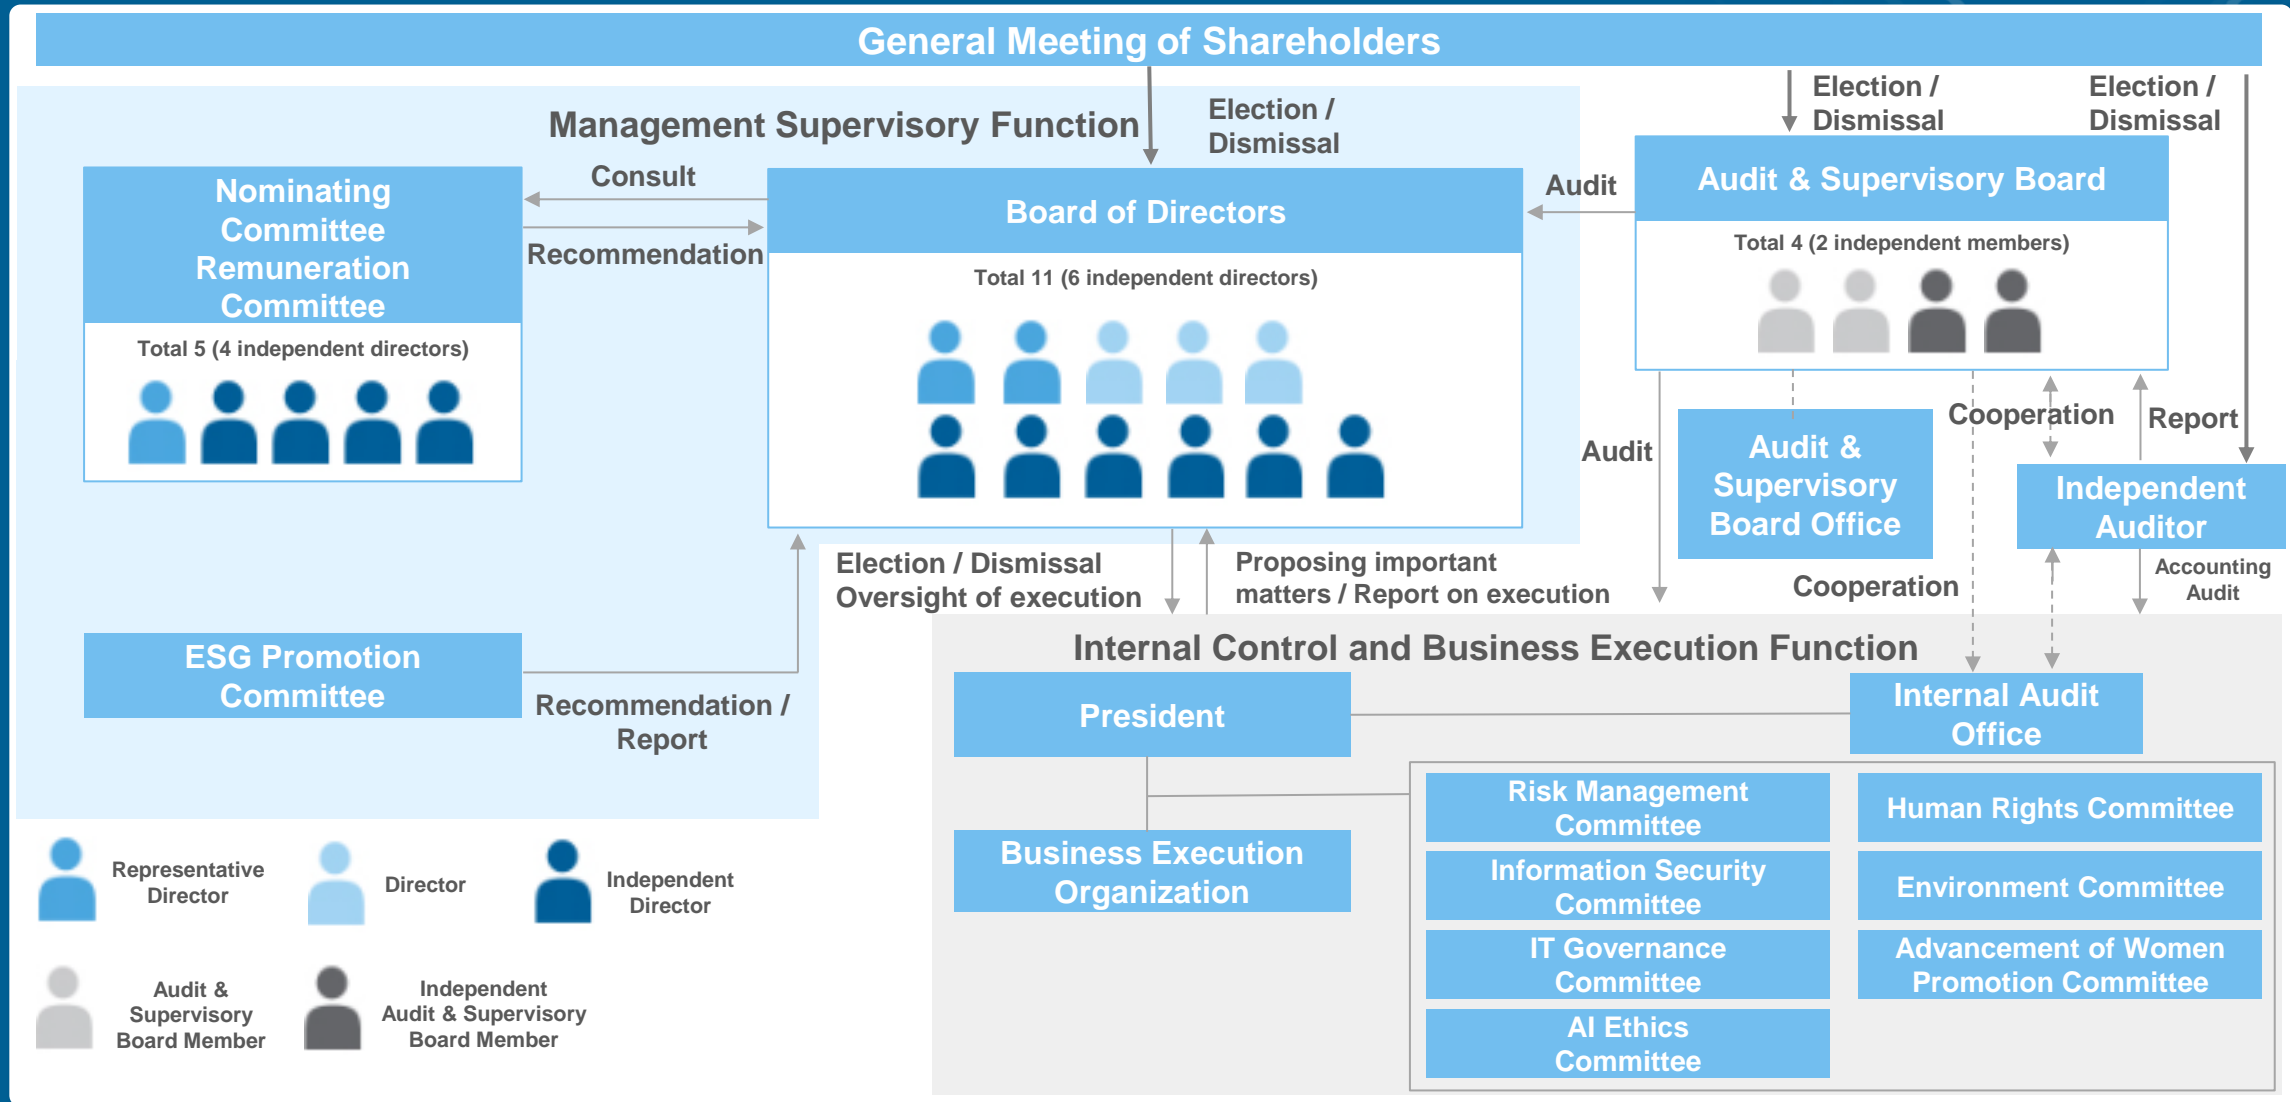 General Meeting of Shareholders
Management Supervisory Function
Election /
Dismissal
Election /
Dismissal
Election /
Dismissal
Nominating
Committee
Remuneration
Committee
Total 5 (4 independent directors)
Consult
Recommendation
Board of Directors
Total 11 (6 independent directors)
Audit
Audit & Supervisory Board
Total 4 (2 independent members)
Audit
Audit &
Supervisory
Board Office
Cooperation
Report
Independent
Auditor
Cooperation
Accounting
Audit
Election / Dismissal
Oversight of execution
Proposing important
matters / Report on execution
ESG Promotion
Committee
Recommendation /
Report
Internal Control and Business Execution Function
President
Internal Audit
Office
Business Execution
Organization
Risk Management
Committee
Information Security
Committee
IT Governance
Committee
AI Ethics
Committee
Human Rights Committee
Environment Committee
Advancement of Women
Promotion Committee
Representative
Director
Director
Independent
Director
Audit &
Supervisory
Board Member
Independent
Audit & Supervisory
Board Member